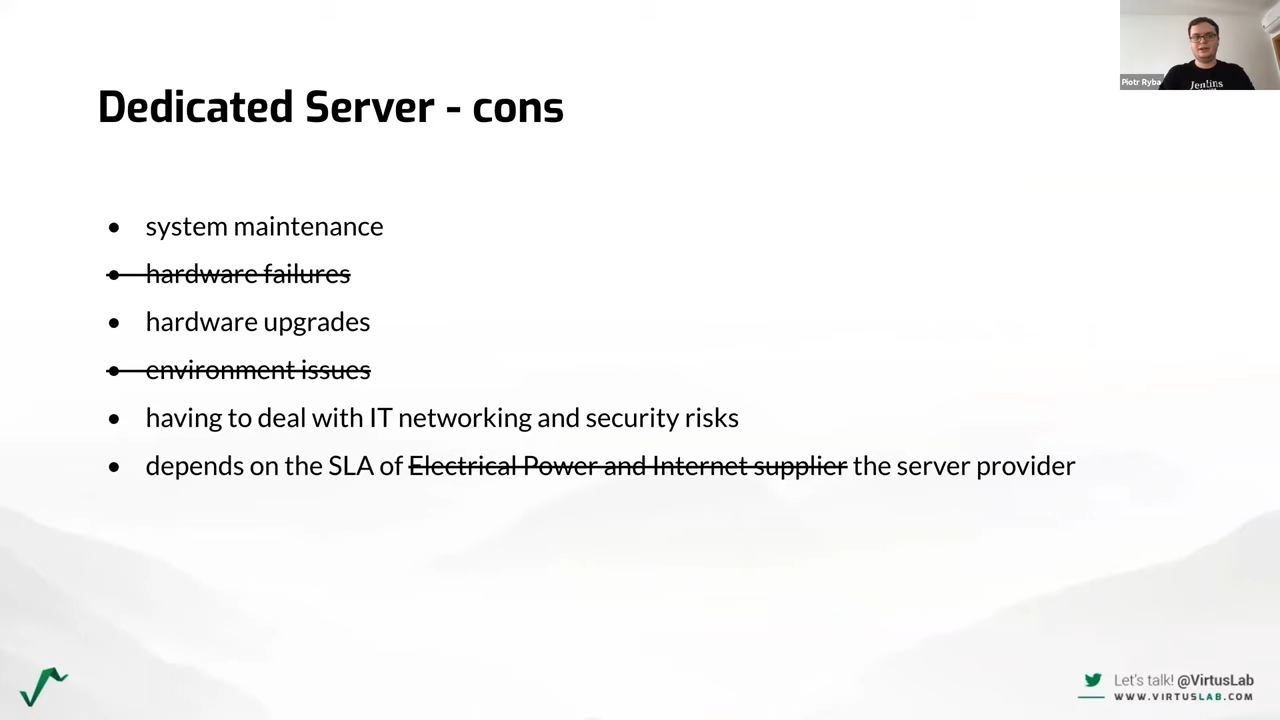 Piotr Ryba
Jenkins
Dedicated Server - cons
• system maintenance
• hardware failures
• hardware upgrades
• environment issues
• having to deal with IT networking and security risks
• depends on the SLA of Electrical Power and Internet supplier the server provider
Let's talk! @VirtusLab
WWW.VIRTUSLAB.COM